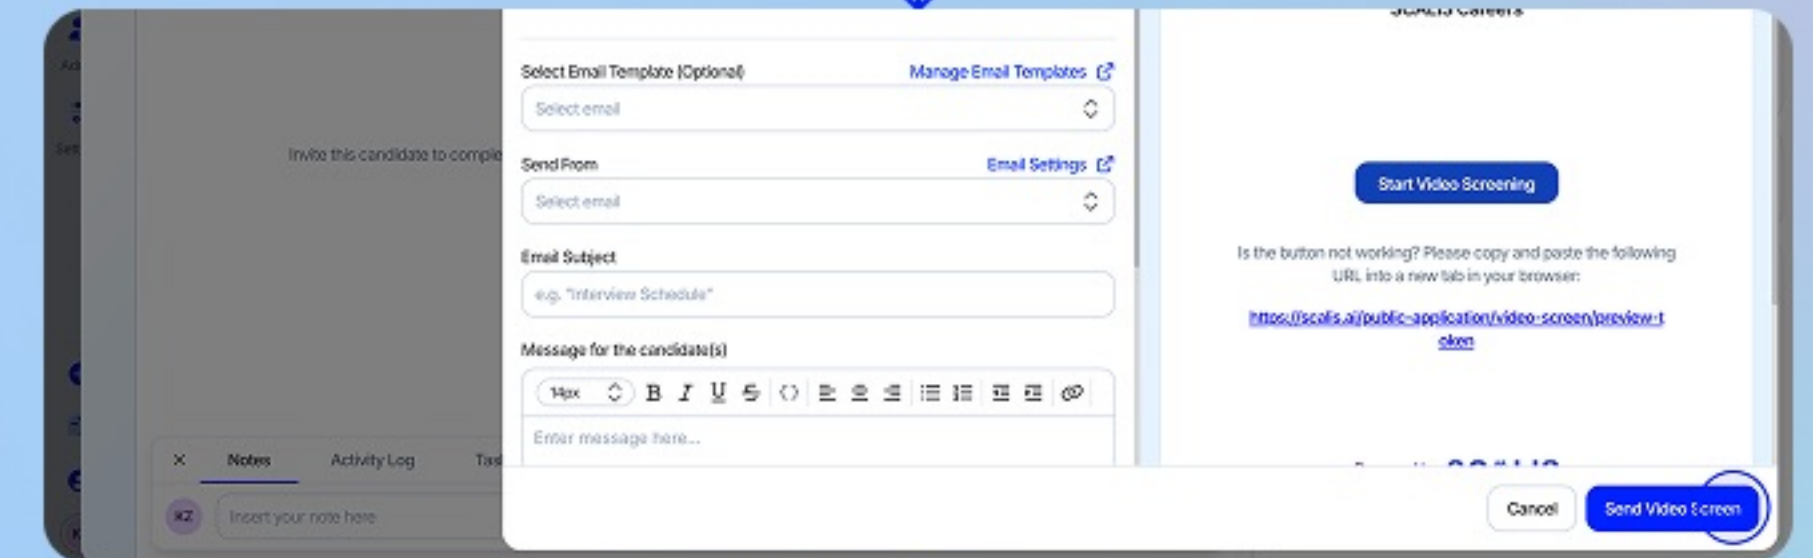 SCALIS Careers
Invite this candidate to comple
Select Email Template (Optional)
Manage Email Templates
Select email
Send From
Email Settings
Select email
Email Subject
e.g. "Interview Schedule"
Message for the candidate(s)
14px
B I U S
Enter message here...
Start Video Screening
Is the button not working? Please copy and paste the following
URL into a new tab in your browser:
https://scalis.ai/public-application/video-screen/preview-t
oken
Notes
Activity Log
Tas
KZ
Insert your note here
Cancel
Send Video Screen